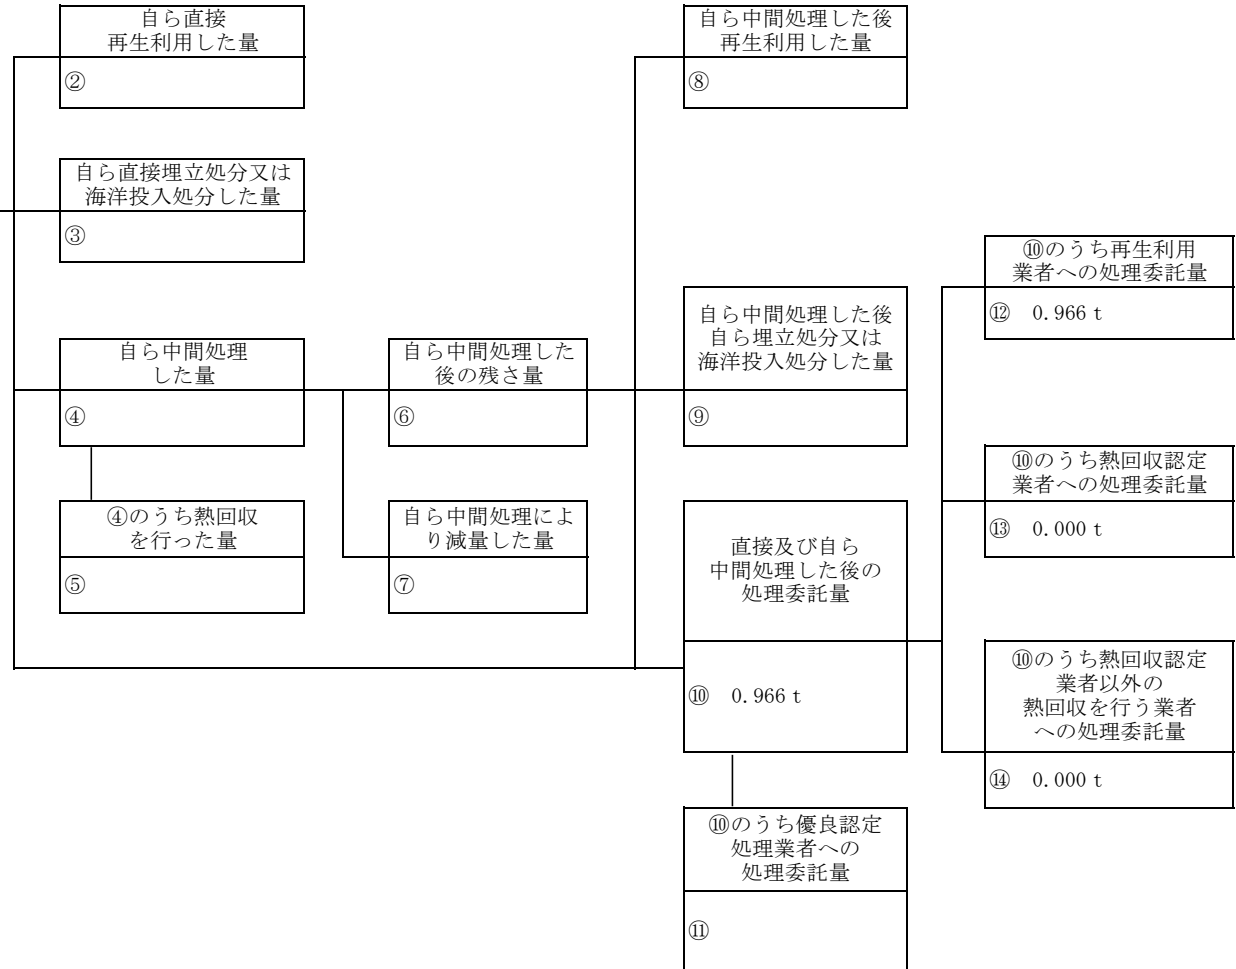 自ら直接
再生利用した量
②
自ら直接埋立処分又は
海洋投入処分した量
③
自ら中間処理
した量
④
④のうち熱回収
を行った量
⑤
自ら中間処理した
後の残さ量
⑥
自ら中間処理によ
り減量した量
⑦
自ら中間処理した後
再生利用した量
⑧
自ら中間処理した後
自ら埋立処分又は
海洋投入処分した量
⑨
直接及び自ら
中間処理した後の
処理委託量
⑩ 0.966 t
⑩のうち優良認定
処理業者への
処理委託量
⑪
⑩のうち再生利用
業者への処理委託量
⑫ 0.966 t
⑩のうち熱回収認定
業者への処理委託量
⑬ 0.000 t
⑩のうち熱回収認定
業者以外の
熱回収を行う業者
への処理委託量
⑭ 0.000 t